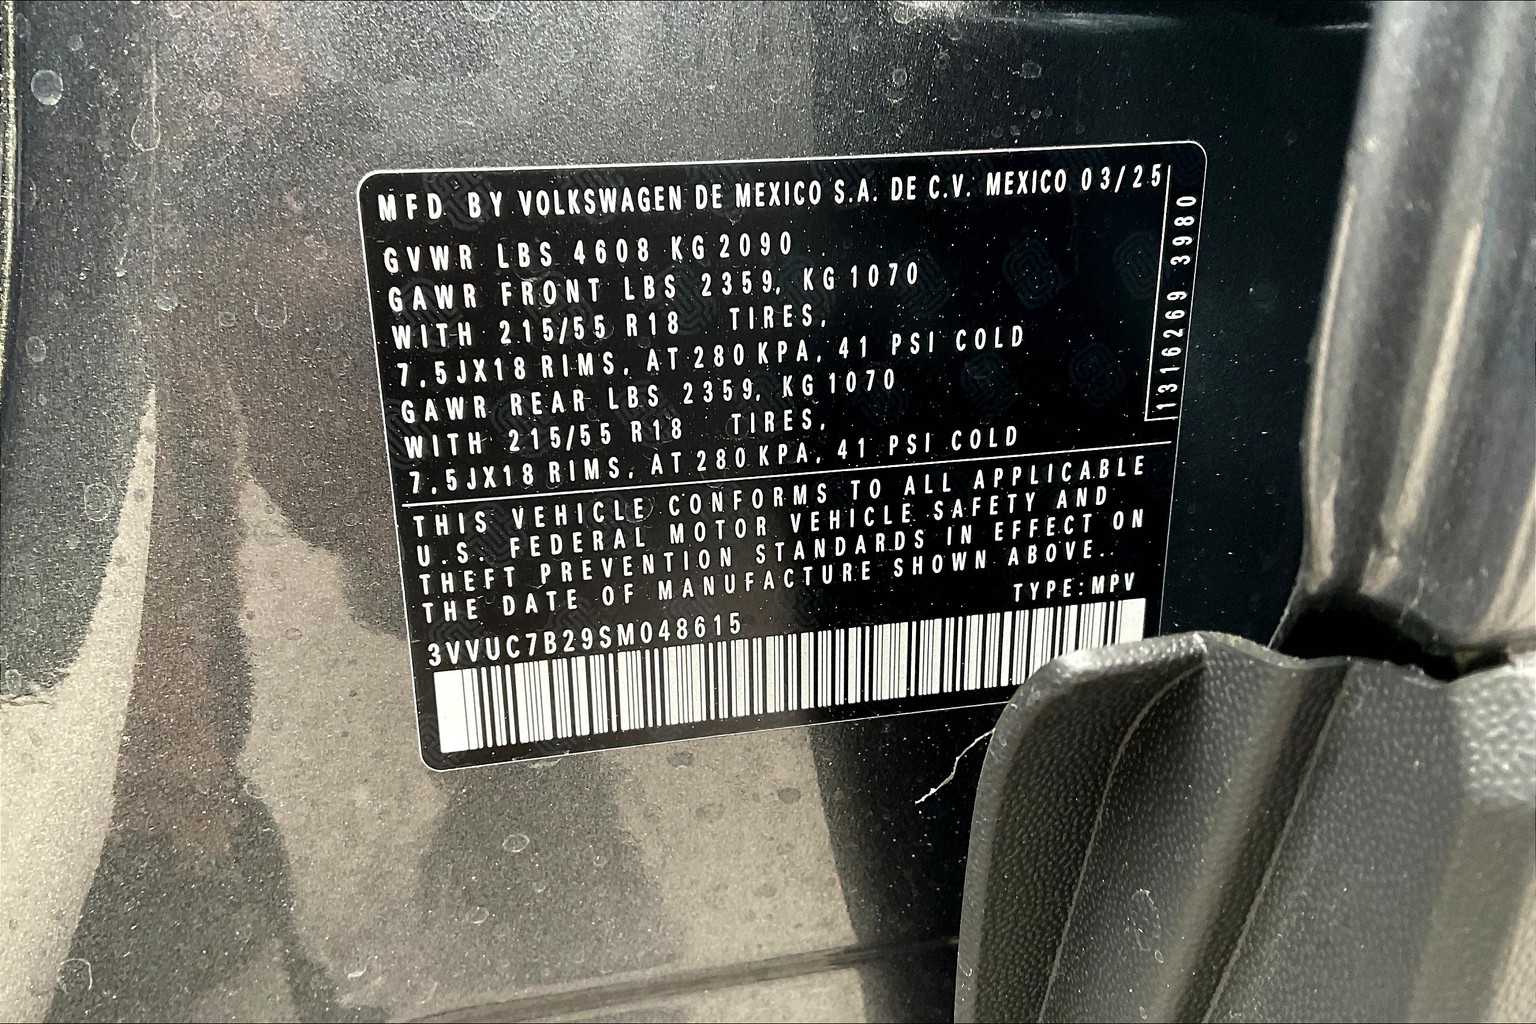 MFD BY VOLKSWAGEN DE MEXICO S.A. DE C.V. MEXICO 03/25
GVWR LBS 4608 KG 2090
GAWR FRONT LBS 2359, KG 1070
WITH 215/55 R18 TIRES,
7,5JX18 RIMS, AT 280 KPA, 41 PSI COLD
GAWR REAR LBS 2359, KG 1070
WITH 215/55 R18 TIRES,
7,5JX18 RIMS, AT 280 KPA, 41 PSI COLD
1316269 3980
THIS VEHICLE CONFORMS TO ALL APPLICABLE
U.S. FEDERAL MOTOR VEHICLE SAFETY AND
THEFT PREVENTION STANDARDS IN EFFECT ON
THE DATE OF MANUFACTURE SHOWN ABOVE..
TYPE:MPV
3VVUC7B29SM048615